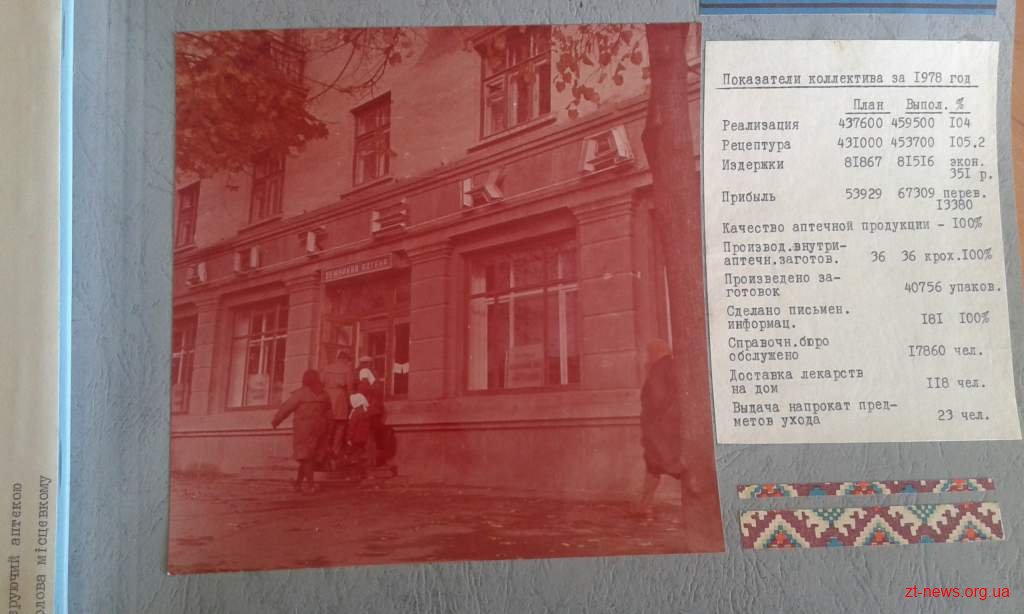 Показатели коллектива за 1978 год
План Выпол. %
Реализация 437600 459500 104
Рецептура 431000 453700 105,2
Издержки 81867 81516 экон.
351 р.
Прибыль 53929 67309 перев.
13380
Качество аптечной продукции - 100%
Производ.внутри-
аптечн.заготов. 36 36 крох.100%
Произведено за-
готовок 40756 упаков.
Сделано письмен.
информац. 181 100%
Справочн.бюро
обслужено 17860 чел.
Доставка лекарств
на дом 118 чел.
Выдача напрокат пред-
метов ухода 23 чел.
еруючий аптекою
олова місцевкому
zt-news.org.ua